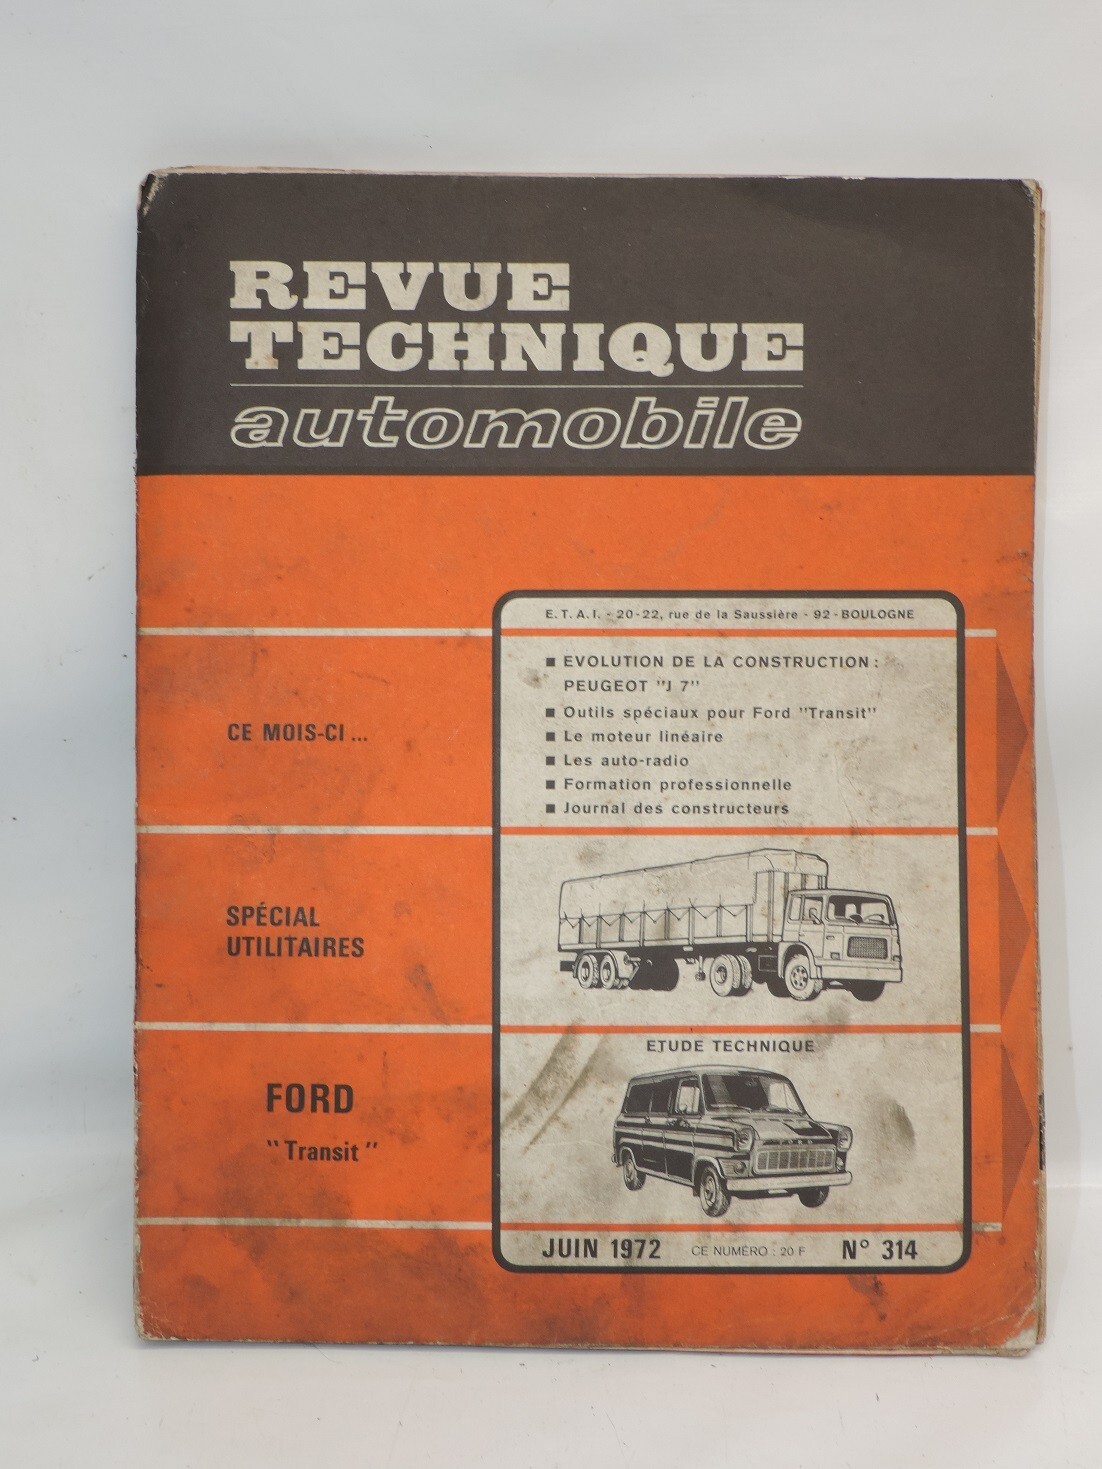 REVUE
TECHNIQUE
automobile
E.T.A.I. - 20-22, rue de la Saussière - 92 - BOULOGNE
CE MOIS-CI ...
■ EVOLUTION DE LA CONSTRUCTION :
PEUGEOT "J 7"
■ Outils spéciaux pour Ford "Transit"
■ Le moteur linéaire
■ Les auto-radio
■ Formation professionnelle
■ Journal des constructeurs
SPÉCIAL
UTILITAIRES
ETUDE TECHNIQUE
FORD
"Transit"
FORD
JUIN 1972 CE NUMÉRO : 20 F N° 314